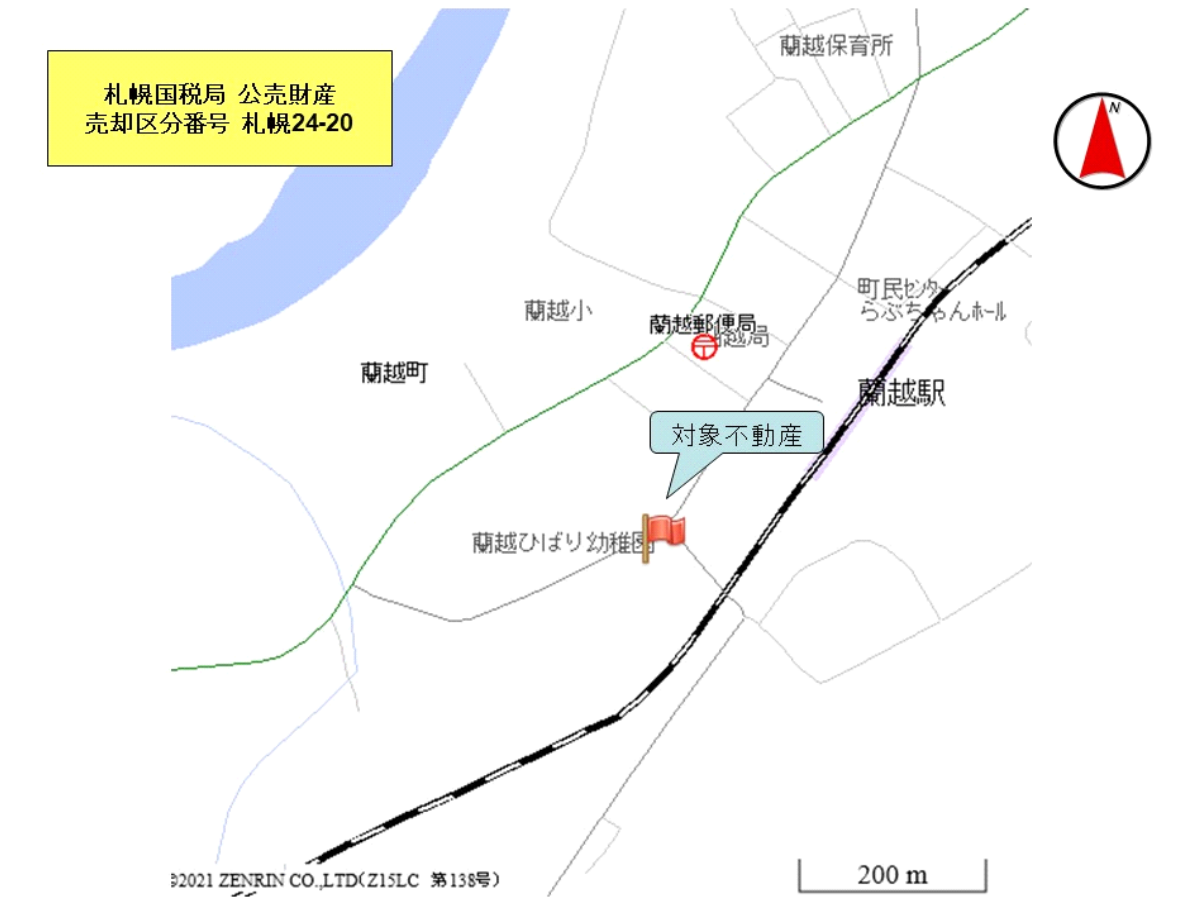 札幌国税局 公売財産
売却区分番号 札幌24-20
蘭越保育所
N
町民ｾﾝﾀｰ
らぶちゃんﾎｰﾙ
蘭越小
蘭越郵便局
越局
蘭越町
蘭越駅
対象不動産
蘭越ひばり幼稚園
©2021 ZENRIN CO.,LTD(Z15LC 第138号)
200 m